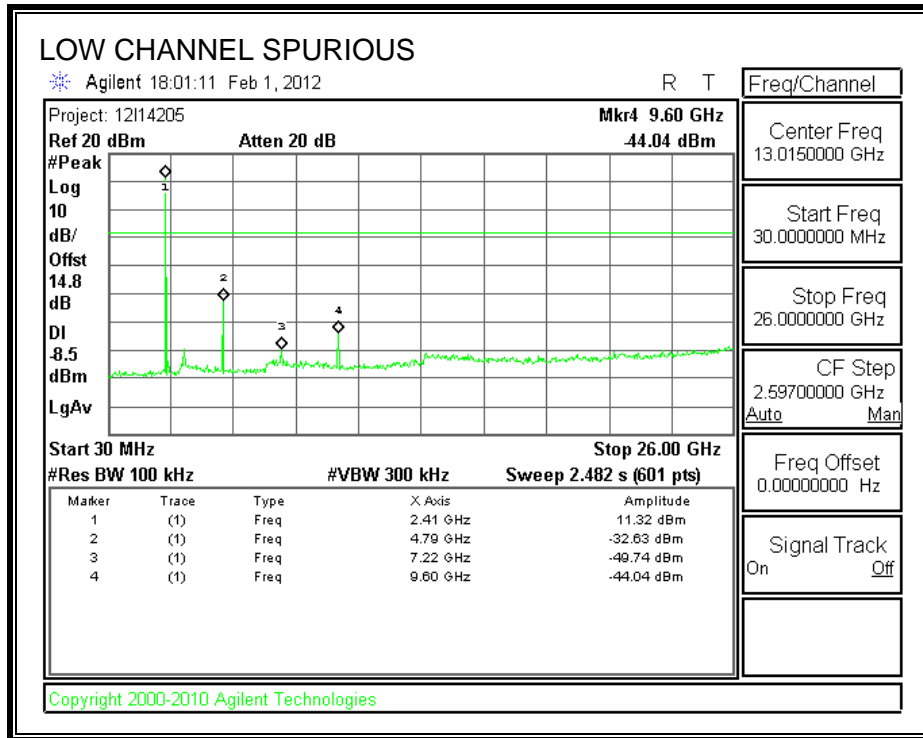 LOW CHANNEL SPURIOUS
Agilent 18:01:11 Feb 1, 2012 R T
Project: 12I14205 Mkr4 9.60 GHz
Ref 20 dBm Atten 20 dB -44.04 dBm
#Peak
Log
10
dB/
Offst
14.8
dB
DI
-8.5
dBm
LgAv
1
2
3
4
Start 30 MHz Stop 26.00 GHz
#Res BW 100 kHz #VBW 300 kHz Sweep 2.482 s (601 pts)
Marker Trace Type X Axis Amplitude
1 (1) Freq 2.41 GHz 11.32 dBm
2 (1) Freq 4.79 GHz -32.63 dBm
3 (1) Freq 7.22 GHz -49.74 dBm
4 (1) Freq 9.60 GHz -44.04 dBm
Freq/Channel
Center Freq
13.0150000 GHz
Start Freq
30.0000000 MHz
Stop Freq
26.0000000 GHz
CF Step
2.59700000 GHz
Auto Man
Freq Offset
0.00000000 Hz
Signal Track
On Off
Copyright 2000-2010 Agilent Technologies